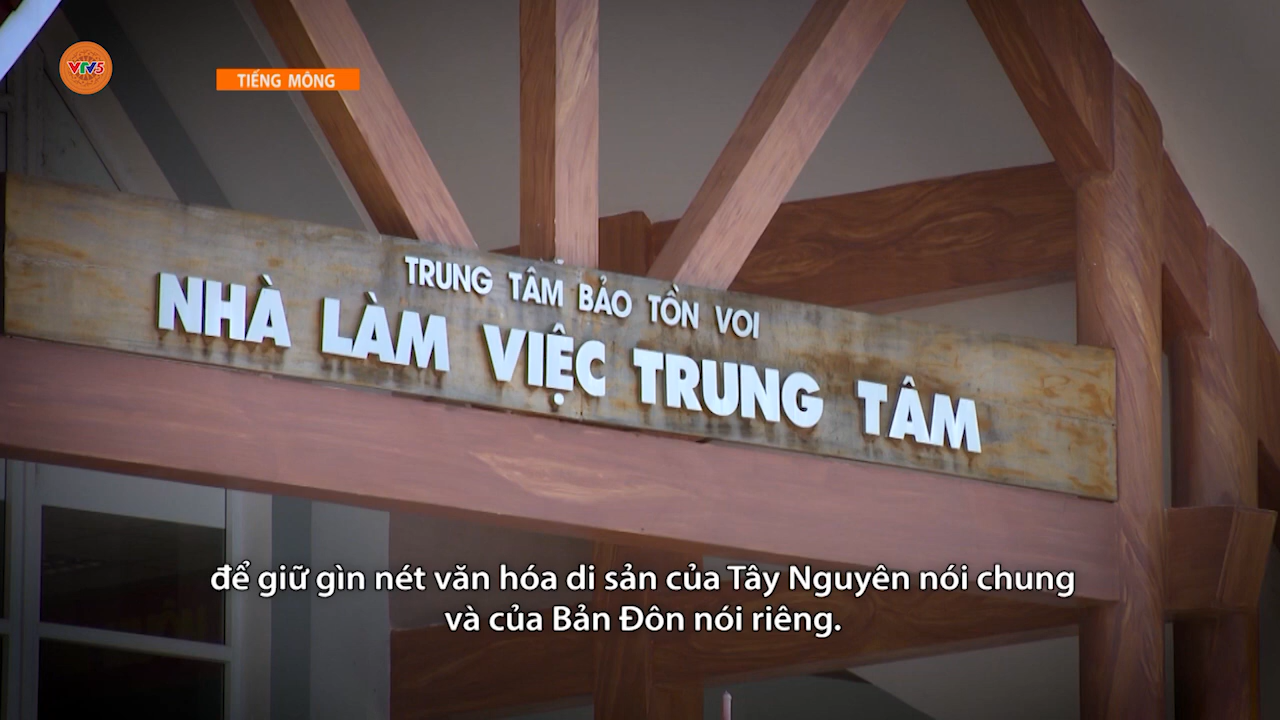 VTV5
TIẾNG MÔNG
TRUNG TÂM BẢO TỒN VOI
NHÀ LÀM VIỆC TRUNG TÂM
để giữ gìn nét văn hóa di sản của Tây Nguyên nói chung
và của Bản Đôn nói riêng.